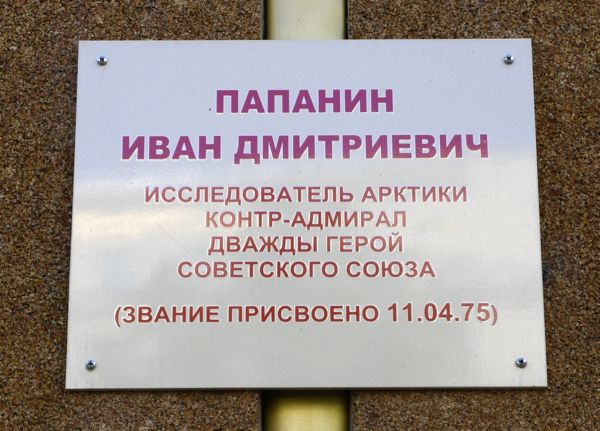 ПАПАНИН
ИВАН ДМИТРИЕВИЧ
ИССЛЕДОВАТЕЛЬ АРКТИКИ
КОНТР-АДМИРАЛ
ДВАЖДЫ ГЕРОЙ
СОВЕТСКОГО СОЮЗА
(ЗВАНИЕ ПРИСВОЕНО 11.04.75)